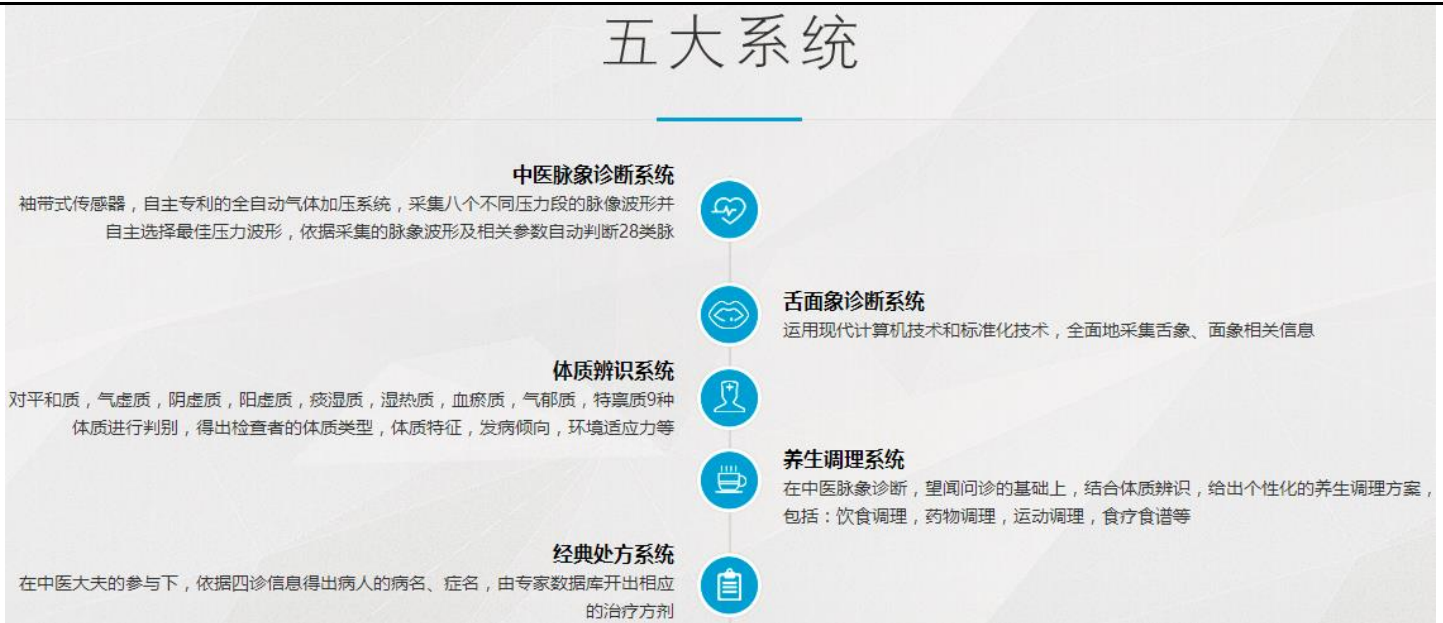 五大系统
中医脉象诊断系统
袖带式传感器，自主专利的全自动气体加压系统，采集八个不同压力段的脉像波形并
自主选择最佳压力波形，依据采集的脉象波形及相关参数自动判断28类脉
舌面象诊断系统
运用现代计算机技术和标准化技术，全面地采集舌象、面象相关信息
体质辨识系统
对平和质，气虚质，阴虚质，阳虚质，痰湿质，湿热质，血瘀质，气郁质，特禀质9种
体质进行判别，得出检查者的体质类型，体质特征，发病倾向，环境适应力等
养生调理系统
在中医脉象诊断，望闻问诊的基础上，结合体质辨识，给出个性化的养生调理方案，
包括：饮食调理，药物调理，运动调理，食疗食谱等
经典处方系统
在中医大夫的参与下，依据四诊信息得出病人的病名、症名，由专家数据库开出相应
的治疗方剂